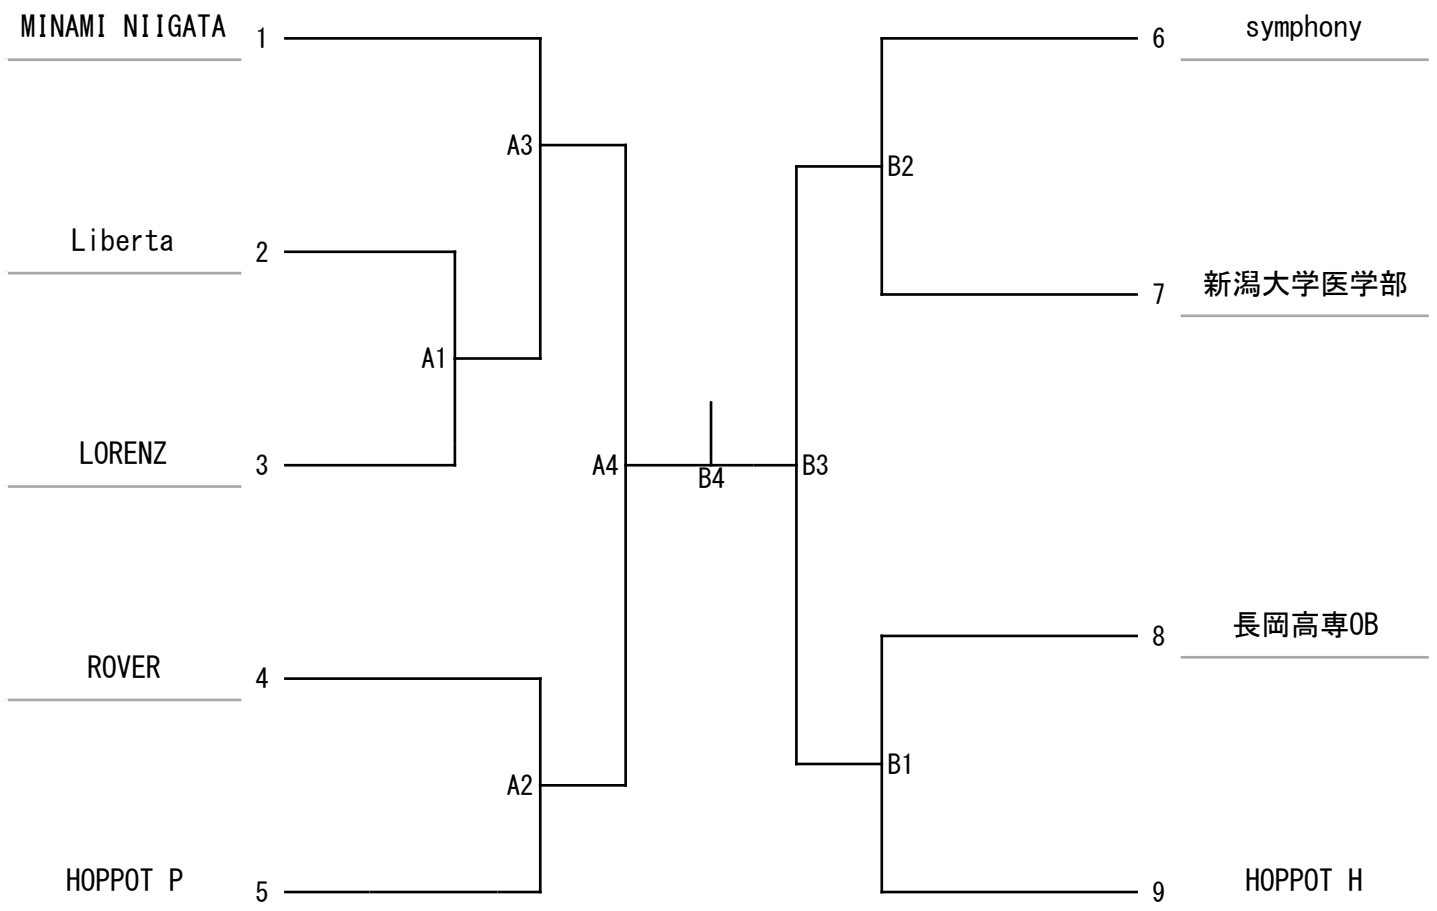 MINAMI NIIGATA 1
6 symphony
A3
B2
Liberta 2
7 新潟大学医学部
A1
LORENZ 3
A4
B4
B3
8 長岡高専OB
ROVER 4
B1
A2
HOPPOT P 5
9 HOPPOT H